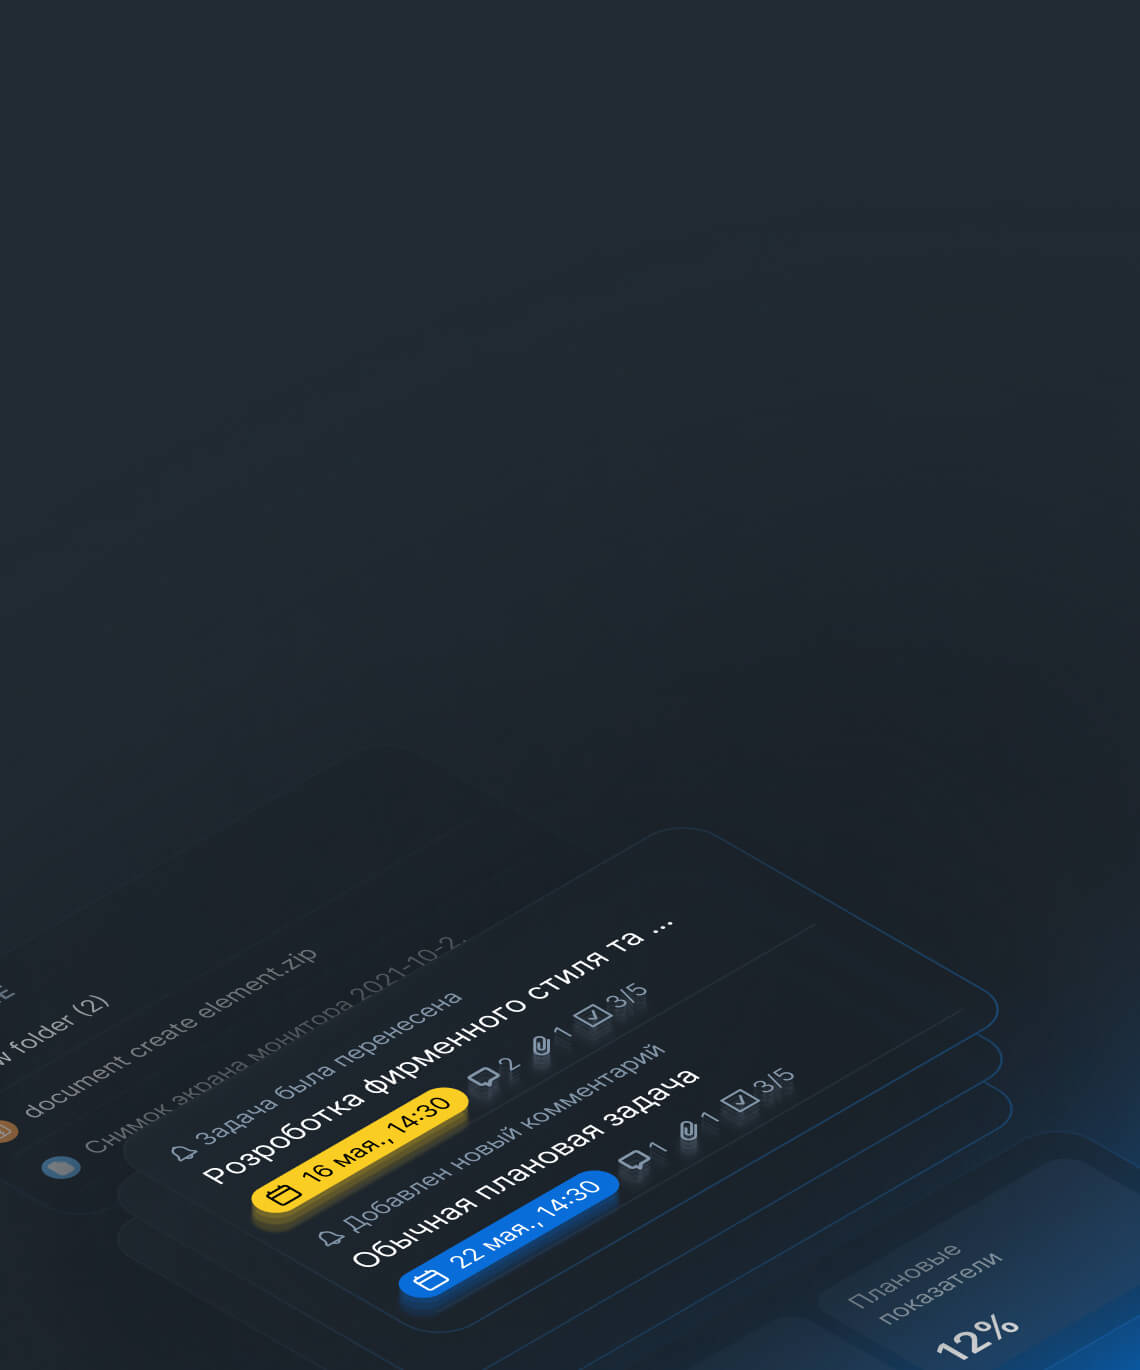 w folder (2)
document create element.zip
Снимок экрана монитора 2021-10-2..
Задача была перенесена
Розроботка фирменного стиля та ...
16 мая., 14:30
2
1
3/5
Добавлен новый комментарий
Обычная плановая задача
22 мая., 14:30
1
1
3/5
Плановые
показатели
12%